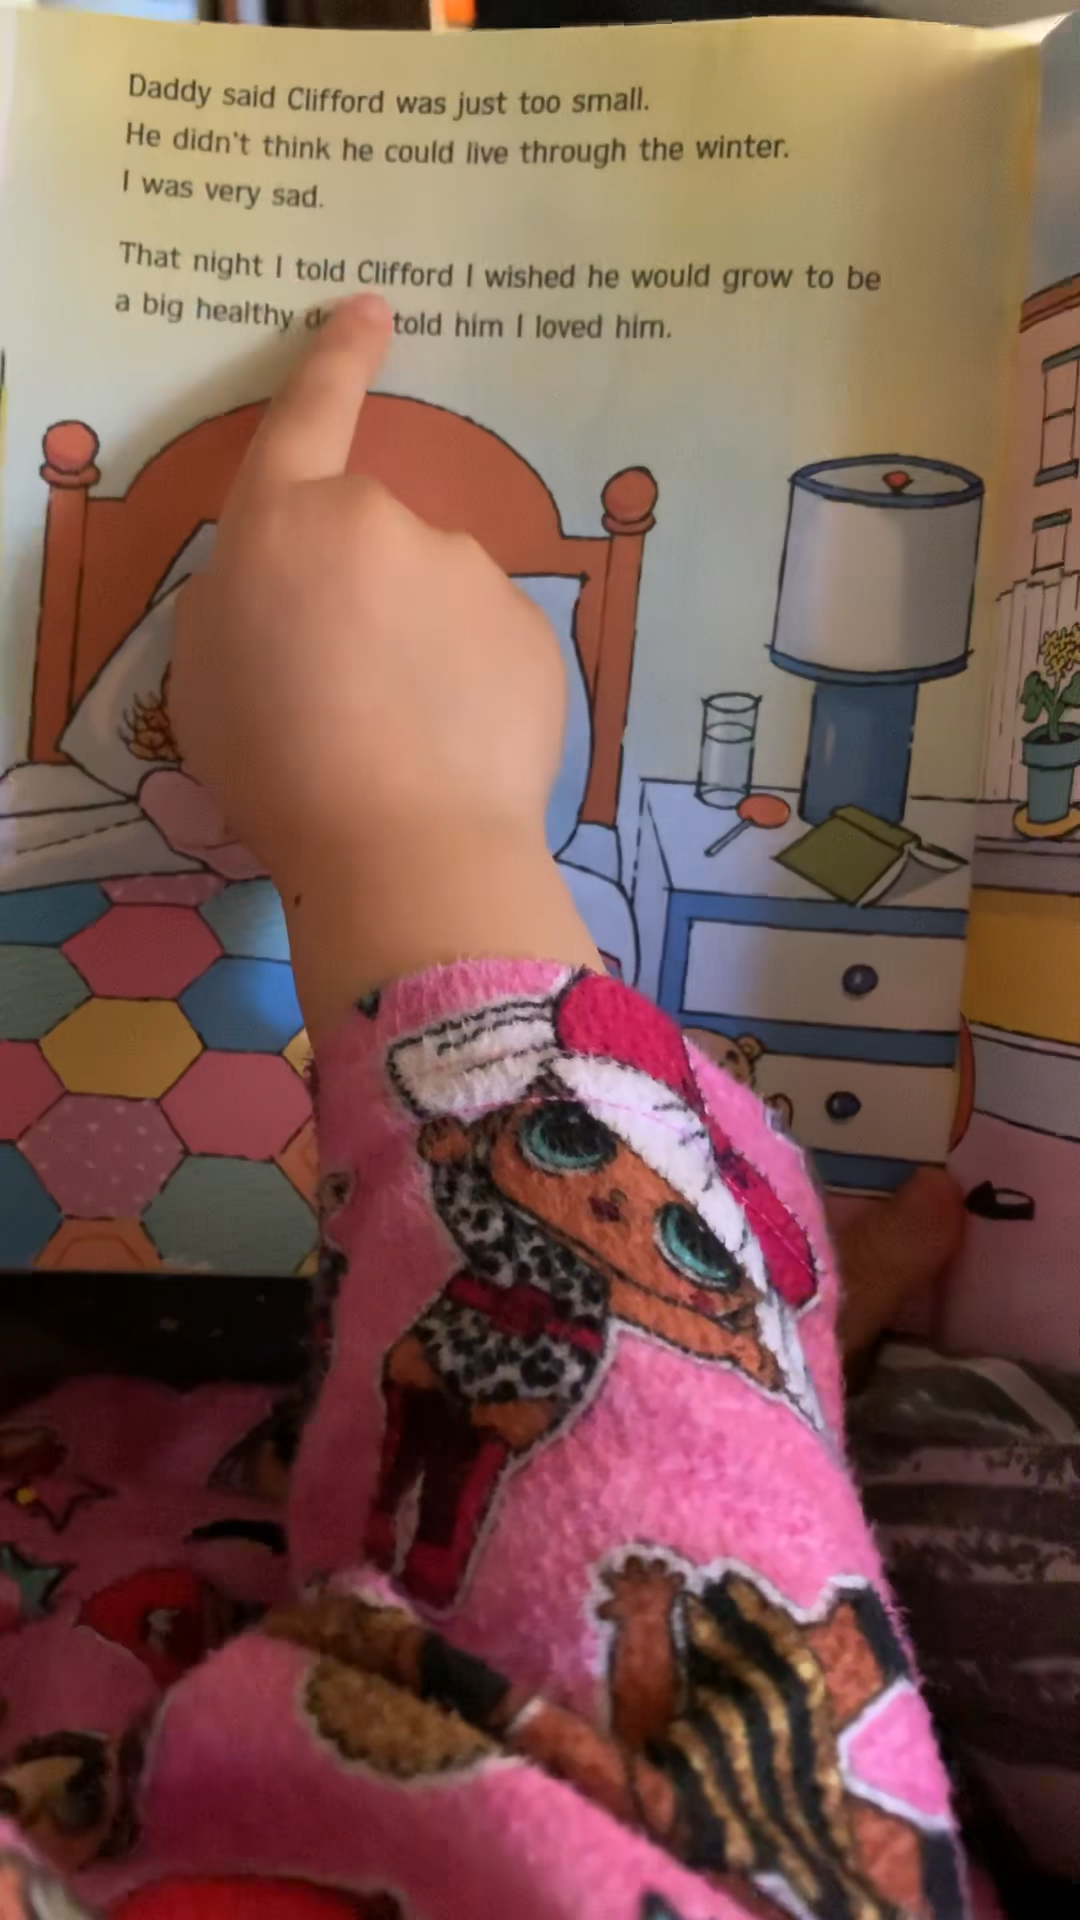 Daddy said Clifford was just too small.
He didn't think he could live through the winter.
I was very sad.
That night I told Clifford I wished he would grow to be
a big healthy told him I loved him.